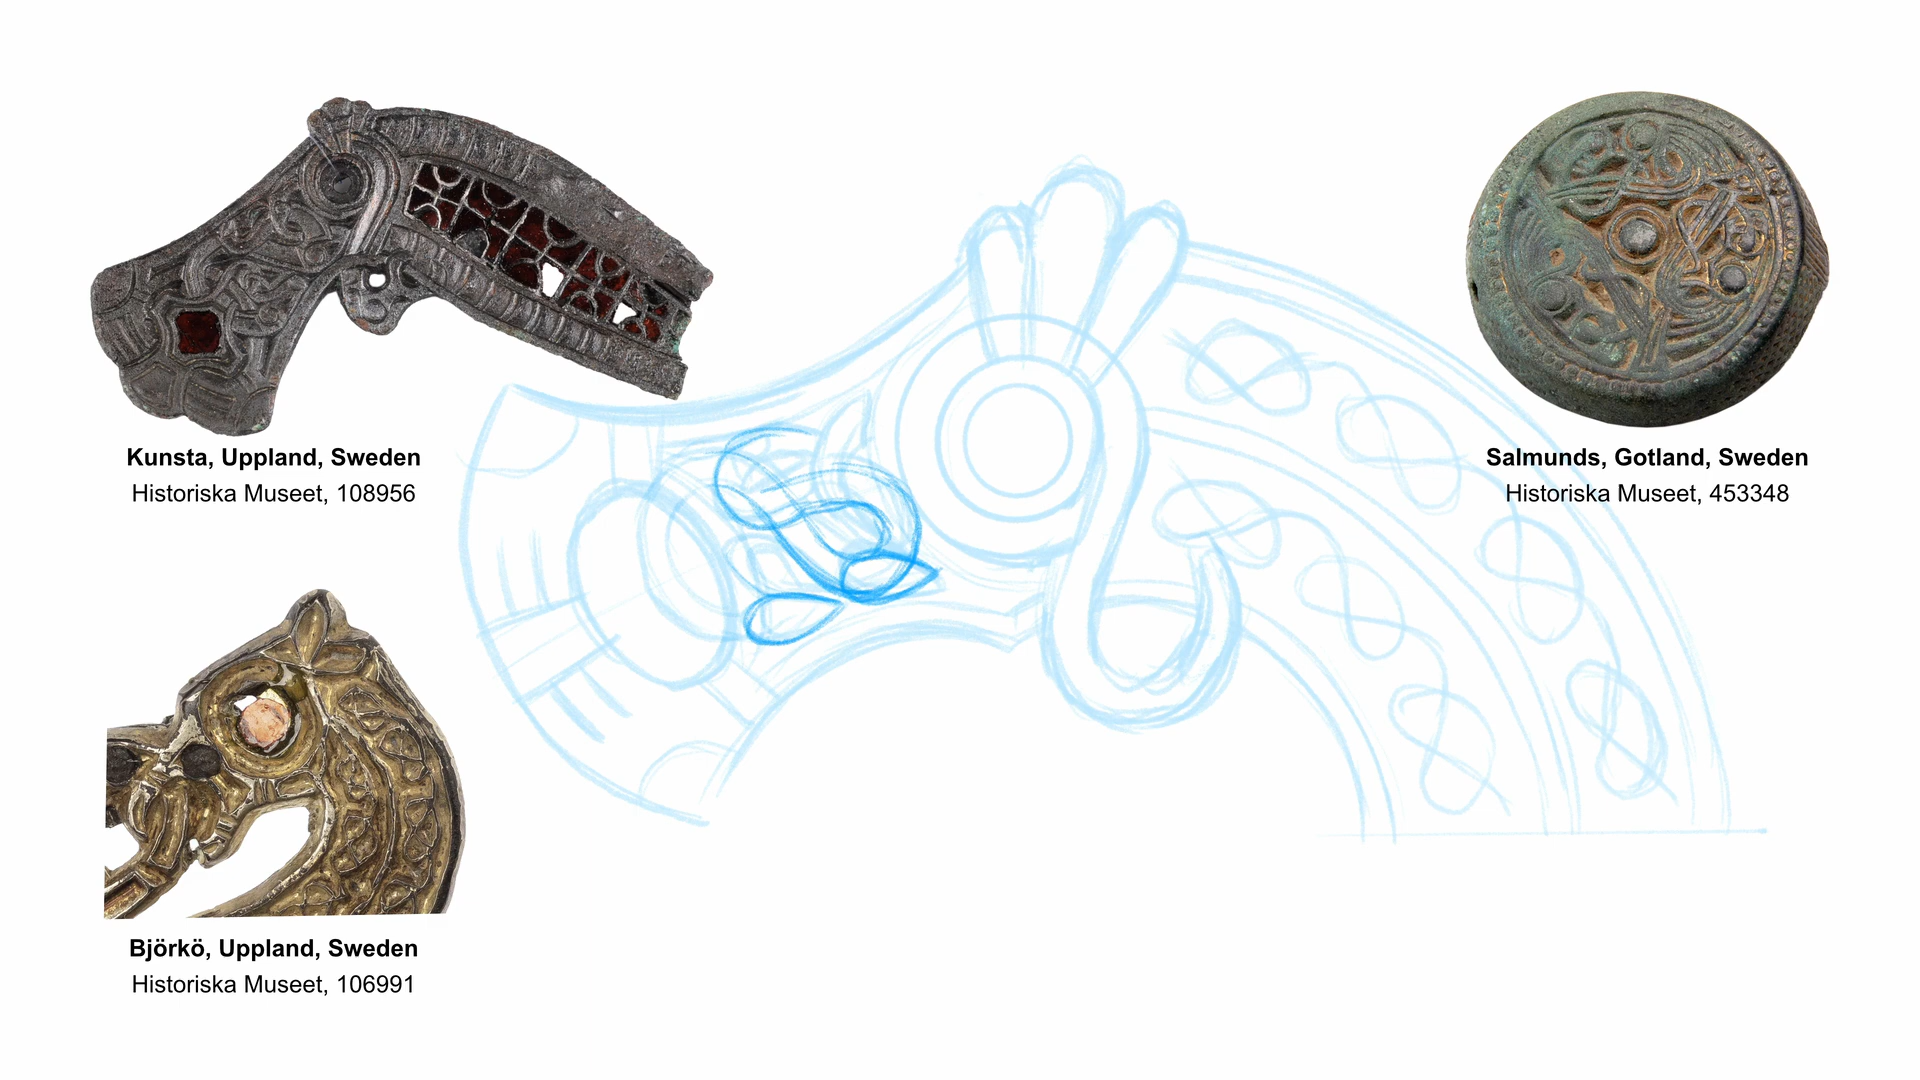 Kunsta, Uppland, Sweden
Historiska Museet, 108956
Salmunds, Gotland, Sweden
Historiska Museet, 453348
Björkö, Uppland, Sweden
Historiska Museet, 106991